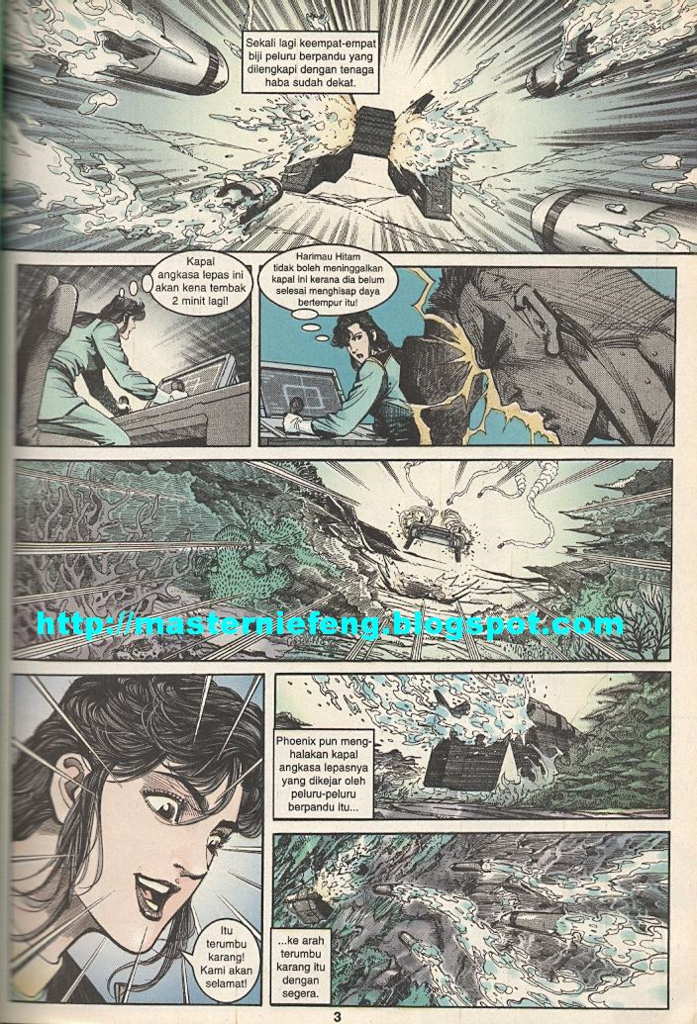 Sekali lagi keempat-empat
biji peluru berpandu yang
dilengkapi dengan tenaga
haba sudah dekat.
Kapal
angkasa lepas ini
akan kena tembak
2 minit lagi!
Harimau Hitam
tidak boleh meninggalkan
kapal ini kerana dia belum
selesai menghisap daya
bertempur itu!
http://masterniefeng.blogspot.com
Itu
terumbu
karang!
Kami akan
selamat!
Phoenix pun meng-
halakan kapal
angkasa lepasnya
yang dikejar oleh
peluru-peluru
berpandu itu...
...ke arah
terumbu
karang itu
dengan
segera.
3